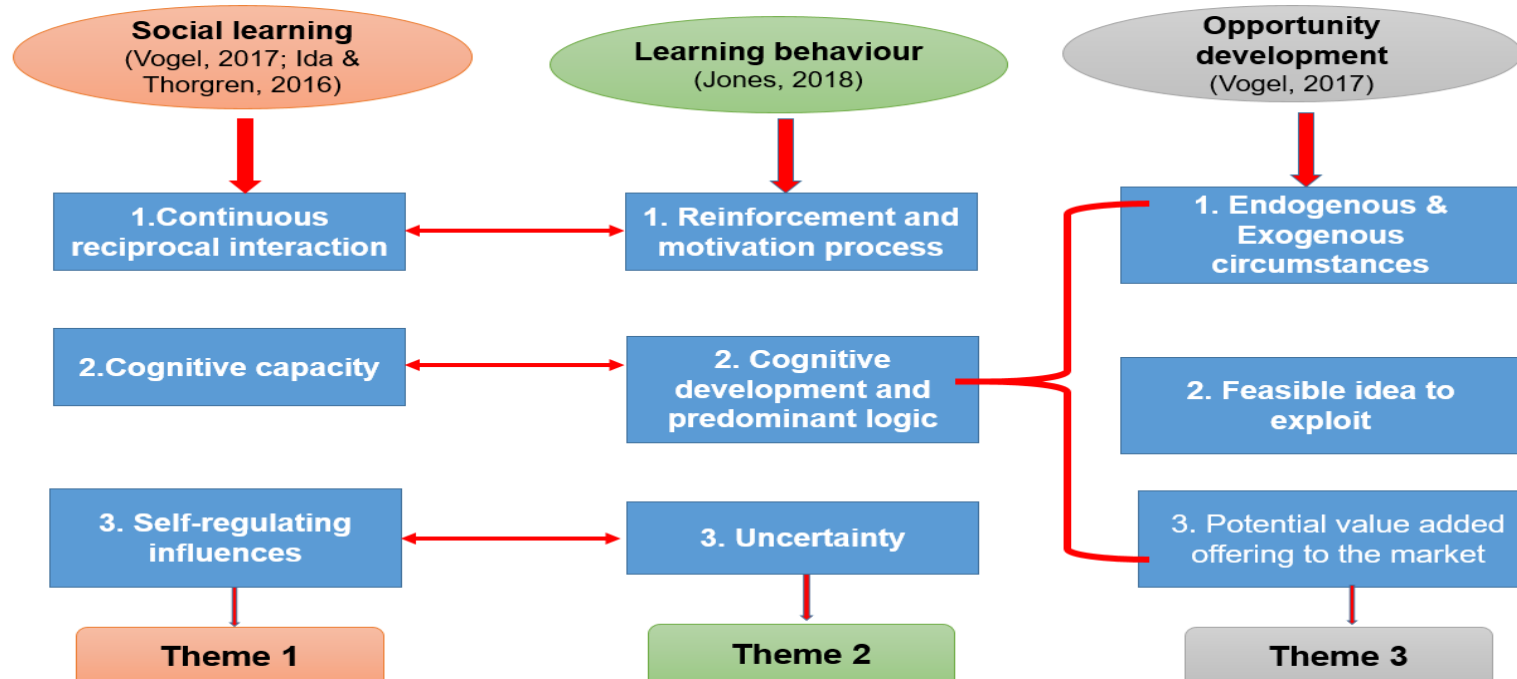 Social learning
(Vogel, 2017; Ida &
Thorgren, 2016)
Learning behaviour
(Jones, 2018)
Opportunity
development
(Vogel, 2017)
1.Continuous
reciprocal interaction
1. Reinforcement and
motivation process
1. Endogenous &
Exogenous
circumstances
2.Cognitive capacity
2. Cognitive
development and
predominant logic
2. Feasible idea to
exploit
3. Self-regulating
influences
3. Uncertainty
3. Potential value added
offering to the market
Theme 1
Theme 2
Theme 3